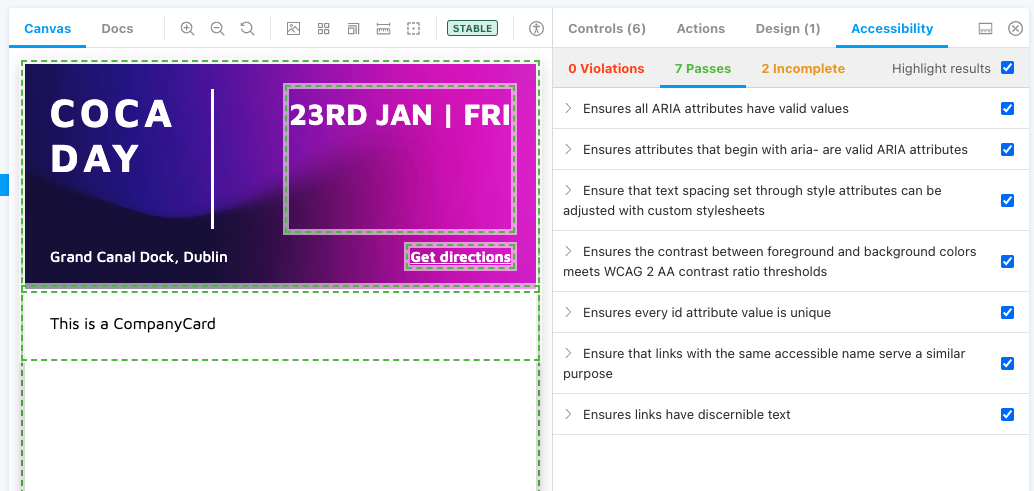 Canvas
Docs
STABLE
Controls (6)
Actions
Design (1)
Accessibility
0 Violations
7 Passes
2 Incomplete
Highlight results
COCA
DAY
23RD JAN | FRI
Grand Canal Dock, Dublin
Get directions
This is a CompanyCard
Ensures all ARIA attributes have valid values
Ensures attributes that begin with aria- are valid ARIA attributes
Ensure that text spacing set through style attributes can be
adjusted with custom stylesheets
Ensures the contrast between foreground and background colors
meets WCAG 2 AA contrast ratio thresholds
Ensures every id attribute value is unique
Ensure that links with the same accessible name serve a similar
purpose
Ensures links have discernible text